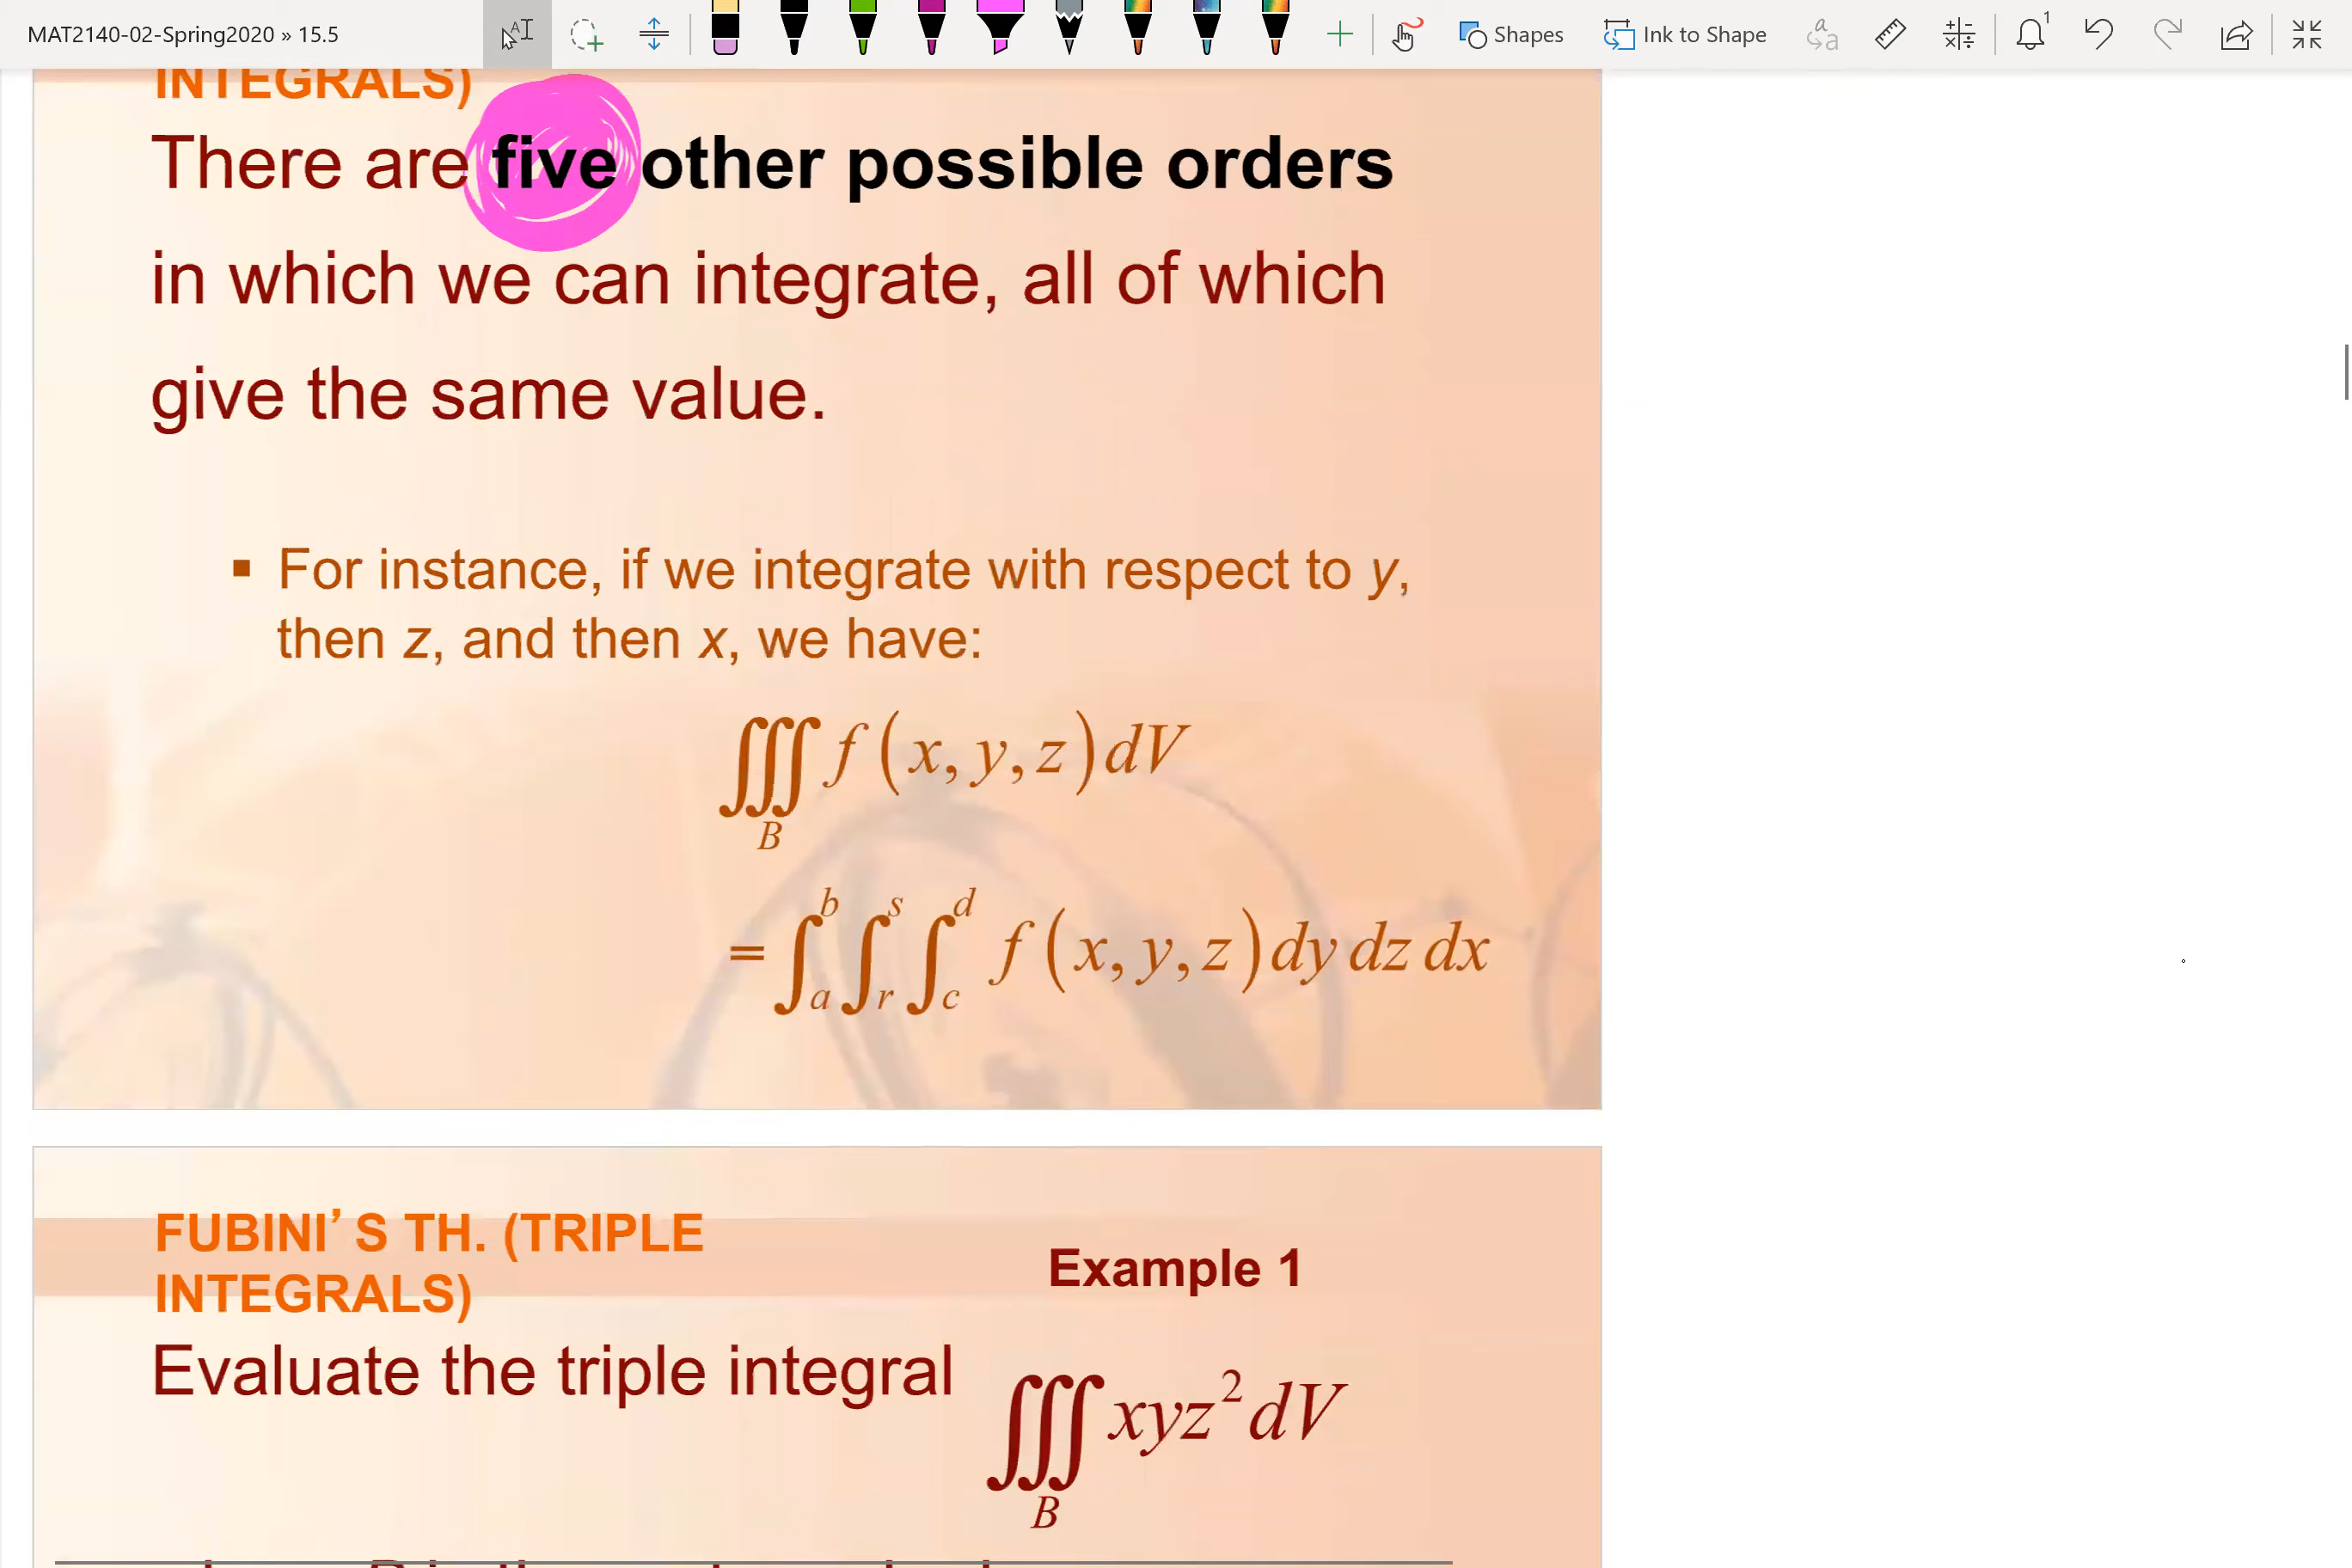 MAT2140-02-Spring2020 » 15.5
Shapes
Ink to Shape
1
INTEGRALS)
There are five other possible orders
in which we can integrate, all of which
give the same value.
▪ For instance, if we integrate with respect to y,
then z, and then x, we have:
∭_B f(x, y, z) dV
= ∫_a^b ∫_r^s ∫_c^d f(x, y, z) dy dz dx
FUBINI’S TH. (TRIPLE
INTEGRALS)
Example 1
Evaluate the triple integral ∭_B xyz² dV